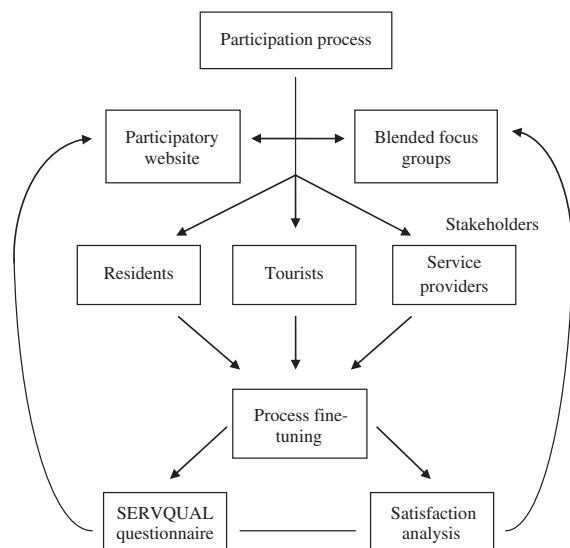 Participation process
Participatory
website
Blended focus
groups
Stakeholders
Residents
Tourists
Service
providers
Process fine-
tuning
SERVQUAL
questionnaire
Satisfaction
analysis